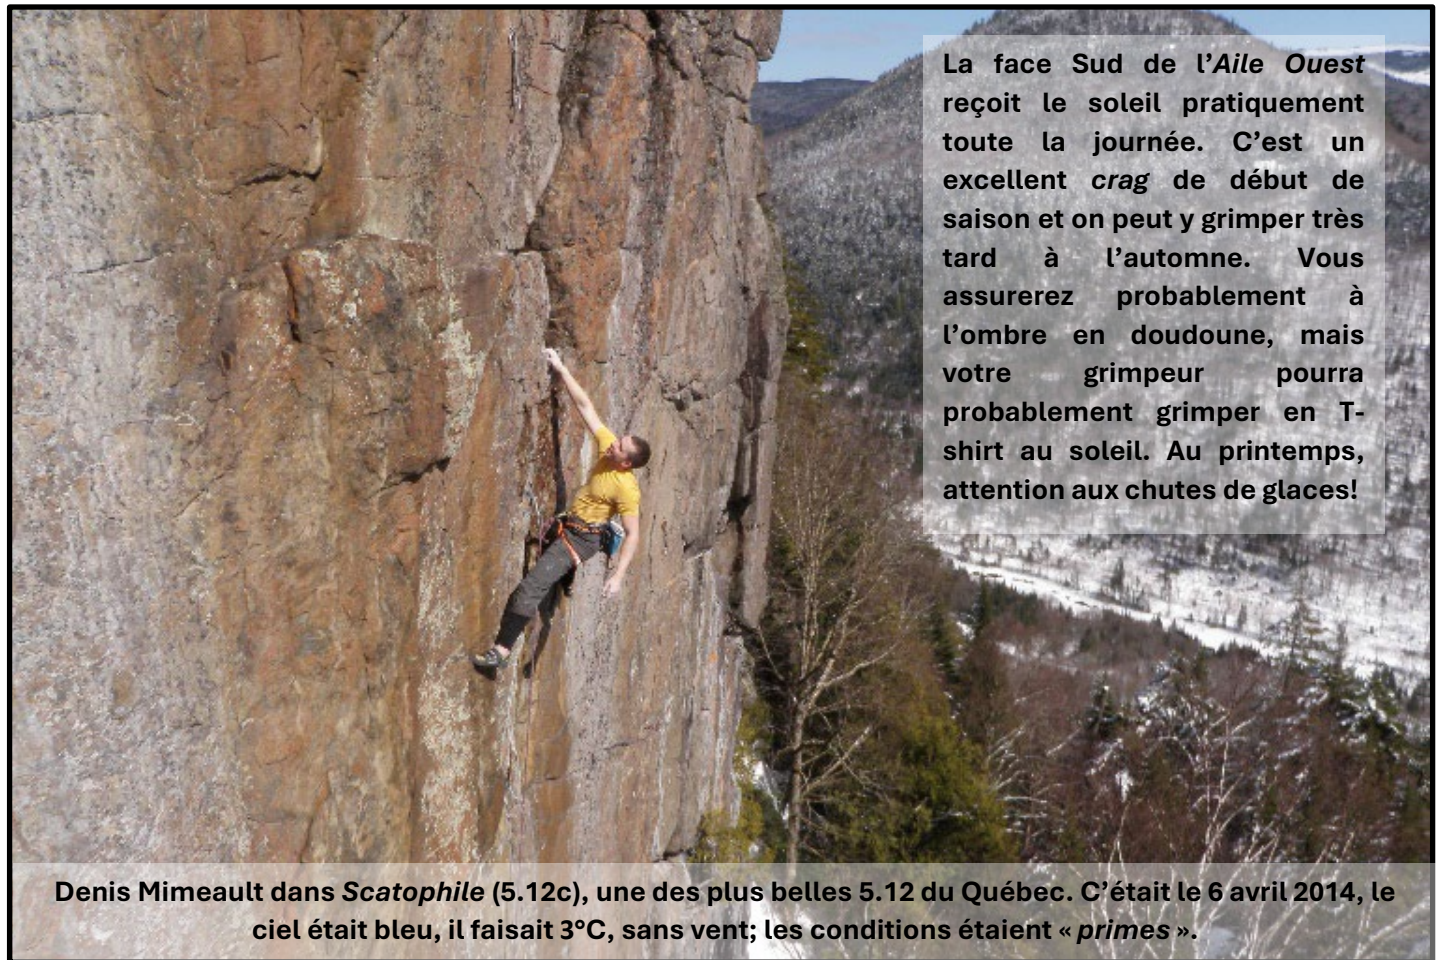 La face Sud de l’Aile Ouest
reçoit le soleil pratiquement
toute la journée. C’est un
excellent crag de début de
saison et on peut y grimper très
tard à l’automne. Vous
assurerez probablement à
l’ombre en doudoune, mais
votre grimpeur pourra
probablement grimper en T-
shirt au soleil. Au printemps,
attention aux chutes de glaces!
Denis Mimeault dans Scatophile (5.12c), une des plus belles 5.12 du Québec. C’était le 6 avril 2014, le
ciel était bleu, il faisait 3°C, sans vent; les conditions étaient « primes ».